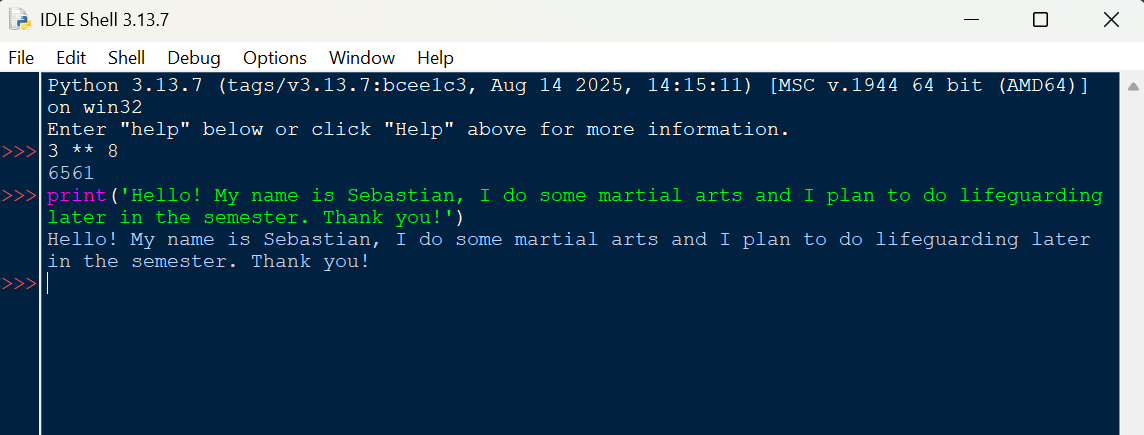 IDLE Shell 3.13.7
File Edit Shell Debug Options Window Help
Python 3.13.7 (tags/v3.13.7:bcee1c3, Aug 14 2025, 14:15:11) [MSC v.1944 64 bit (AMD64)]
on win32
Enter "help" below or click "Help" above for more information.
>>> 3 ** 8
6561
>>> print('Hello! My name is Sebastian, I do some martial arts and I plan to do lifeguarding
later in the semester. Thank you!')
Hello! My name is Sebastian, I do some martial arts and I plan to do lifeguarding later
in the semester. Thank you!
>>>